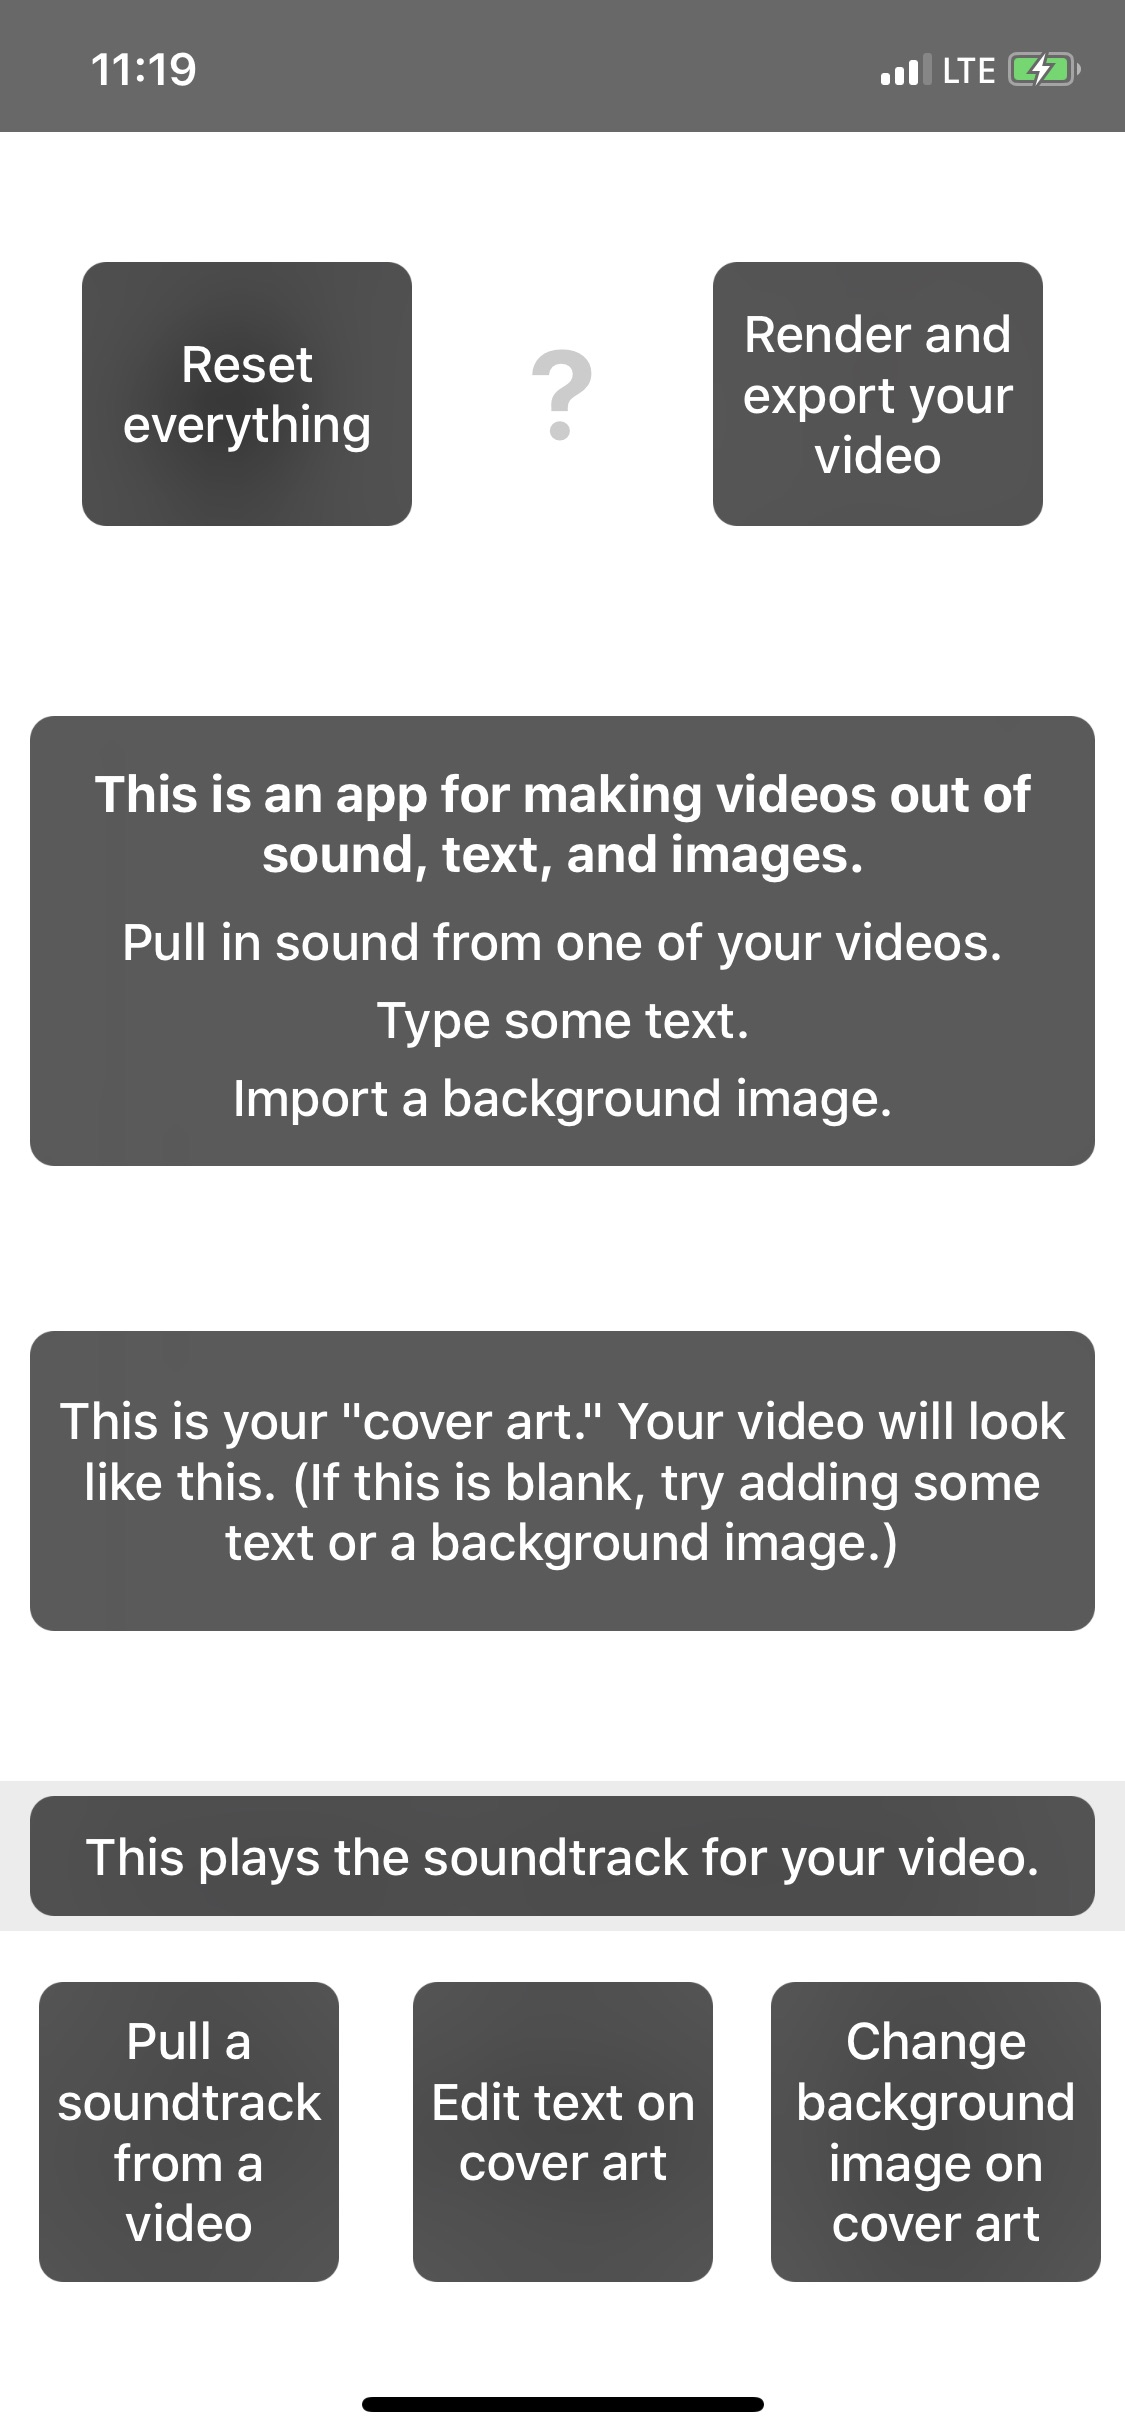 11:19
LTE
Reset
everything
?
Render and
export your
video
This is an app for making videos out of
sound, text, and images.
Pull in sound from one of your videos.
Type some text.
Import a background image.
This is your "cover art." Your video will look
like this. (If this is blank, try adding some
text or a background image.)
This plays the soundtrack for your video.
Pull a
soundtrack
from a
video
Edit text on
cover art
Change
background
image on
cover art